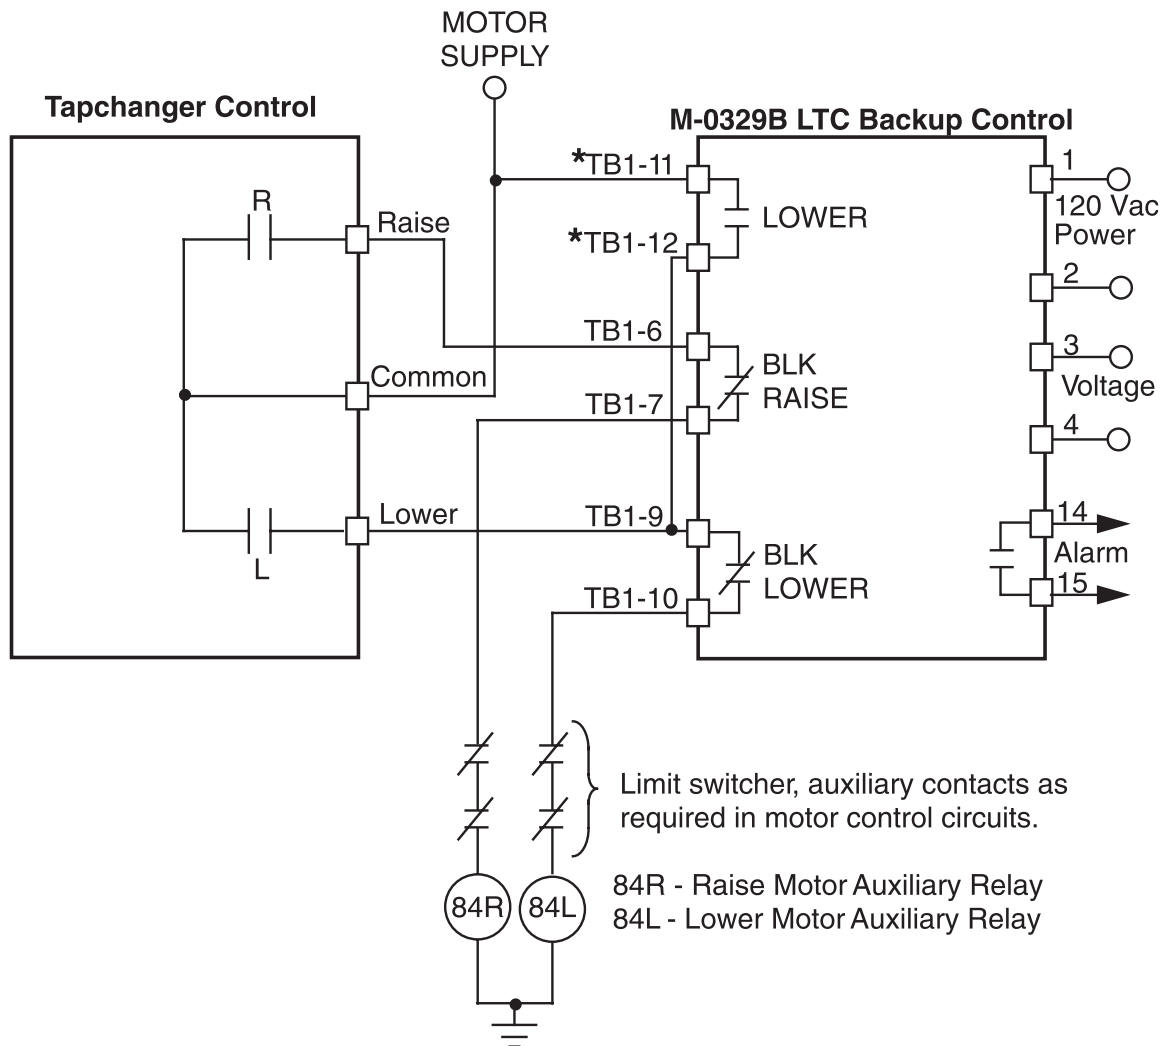 MOTOR
SUPPLY
Tapchanger Control
M-0329B LTC Backup Control
*TB1-11
1
LOWER
120 Vac
Power
R
Raise
*TB1-12
2
TB1-6
3
BLK
RAISE
Common
Voltage
TB1-7
4
Lower
TB1-9
14
BLK
LOWER
Alarm
L
TB1-10
15
Limit switcher, auxiliary contacts as
required in motor control circuits.
84R
84L
84R - Raise Motor Auxiliary Relay
84L - Lower Motor Auxiliary Relay